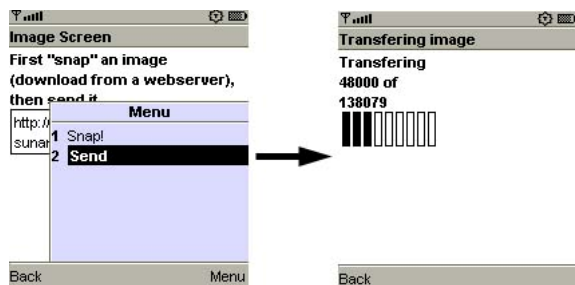 Image Screen
First "snap" an image
(download from a webserver),
then send it
http://
sunar
Menu
1 Snap!
2 Send
Back Menu
Transfering image
Transfering
48000 of
138079
Back